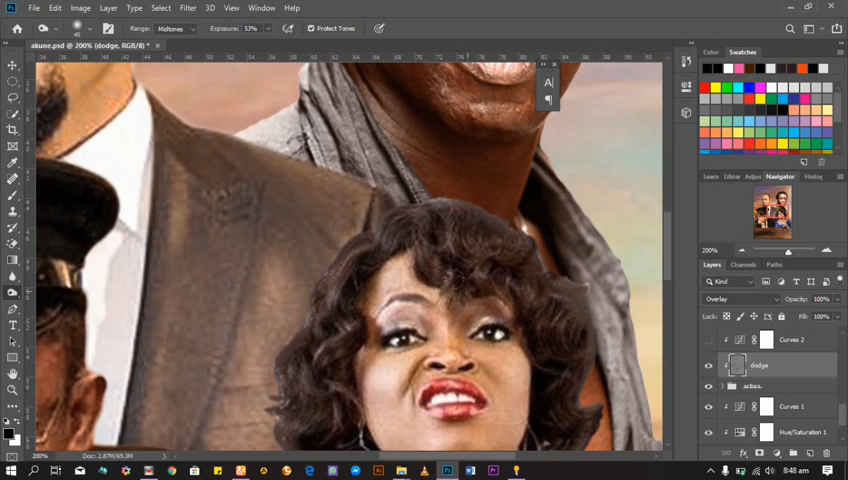 Ps File Edit Image Layer Type Select Filter 3D View Window Help
45 Range: Midtones Exposure: 53% Protect Tones
akune.psd @ 200% (dodge, RGB/8) *
A
¶
Color Swatches
Learn Librar Adjus Navigator Histog
200%
Layers Channels Paths
Kind
Overlay Opacity: 100%
Lock: Fill: 100%
Curves 2
dodge
actors.
Curves 1
Hue/Saturation 1
200% Doc: 2.87M/69.3M
8:48 am